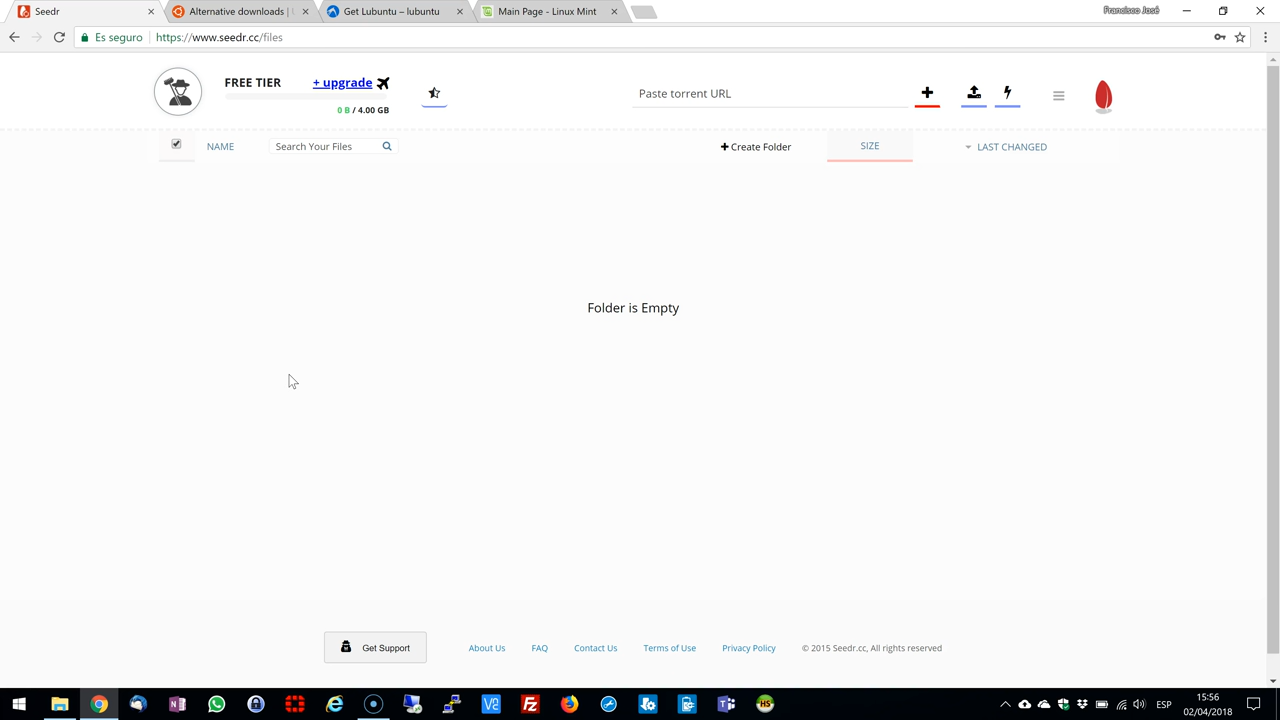 Seedr
Alternative downloads | U
Get Lubuntu – lubuntu
Main Page - Linux Mint
Francisco José
Es seguro
https://www.seedr.cc/files
FREE TIER
+ upgrade
0 B / 4.00 GB
Paste torrent URL
NAME
Search Your Files
Create Folder
SIZE
LAST CHANGED
Folder is Empty
Get Support
About Us
FAQ
Contact Us
Terms of Use
Privacy Policy
© 2015 Seedr.cc, All rights reserved
ESP
15:56
02/04/2018